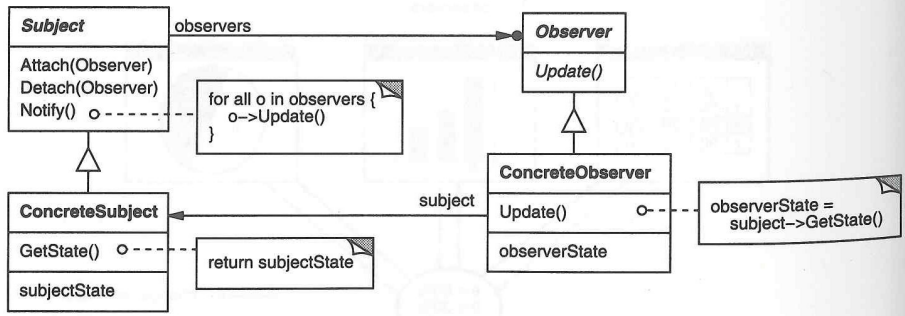 Subject
observers
Observer
Attach(Observer)
Detach(Observer)
Notify()
for all o in observers {
o->Update()
}
Update()
ConcreteSubject
GetState()
subjectState
return subjectState
subject
ConcreteObserver
Update()
observerState
observerState =
subject->GetState()